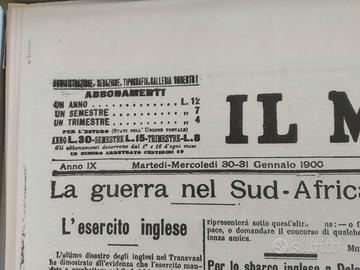 AMMINISTRAZIONE, REDAZIONE, TIPOGRAFIA, GALLERIA UMBERTO I
ABBONAMENTI
UN ANNO . . . . L. 12
UN SEMESTRE . . „ 7
UN TRIMESTRE . . „ 4
PER L'ESTERO (STATI DELL'UNIONE POSTALE)
ANNO L. 30-SEMESTRE L. 15-TRIMESTRE-L. 8
Gli abbonamenti decorrono dal 1° e 16 d'ogni mese
UN NUMERO ARRETRATO CENTESIMI 10
IL M
Anno IX
Martedì-Mercoledì 30-31 Gennaio 1900
La guerra nel Sud-Africa
L'esercito inglese
L'ultimo disastro degli inglesi nel Transvaal
ha dimostrato all'evidenza che l'esercito man-
ripresenterà sotto quest'altr
pace, o domandare il concorso di qualche
tenza amica.
Per lo sbarco inglese a Del
Subito.it